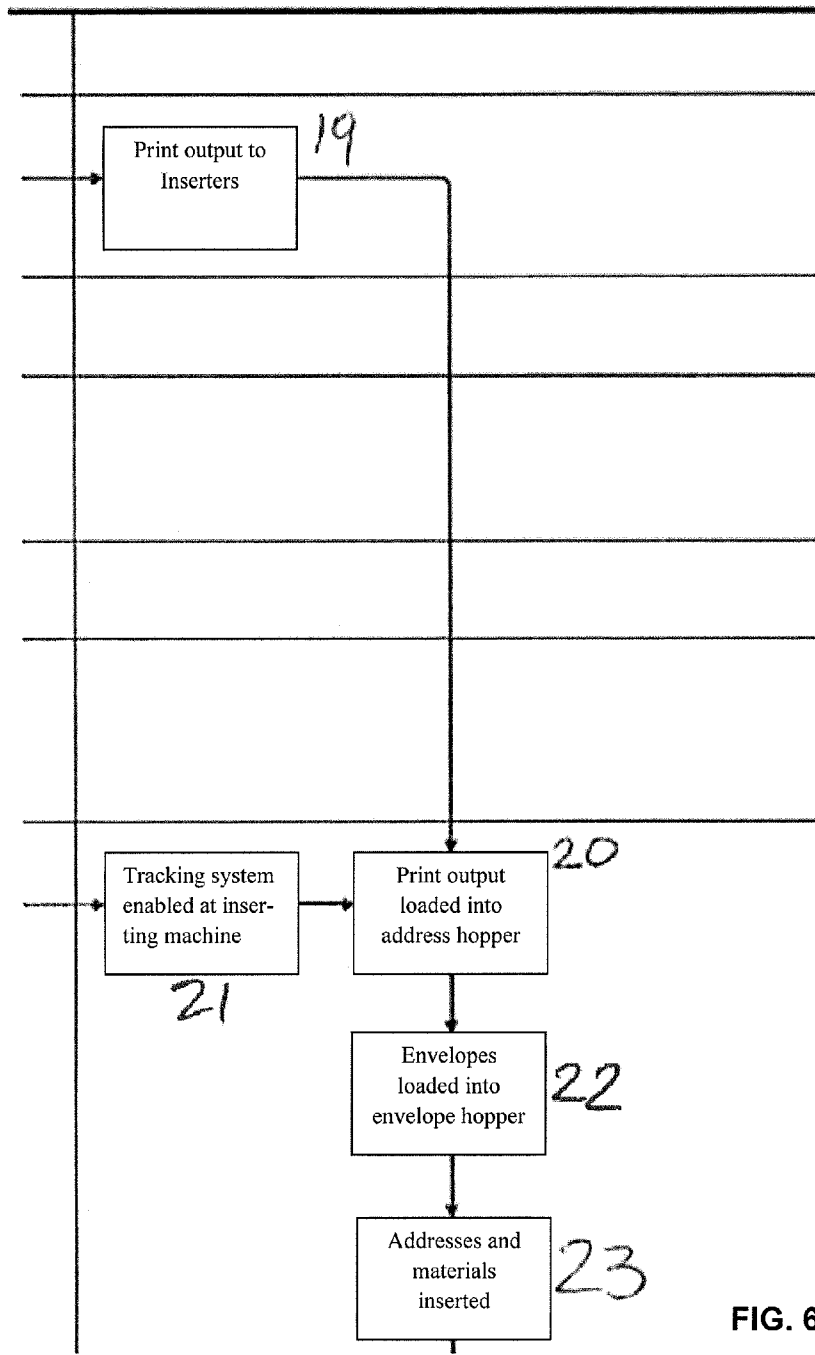 Print output to
Inserters
19
Tracking system
enabled at inser-
ting machine
21
Print output
loaded into
address hopper
20
Envelopes
loaded into
envelope hopper
22
Addresses and
materials
inserted
23
FIG. 6